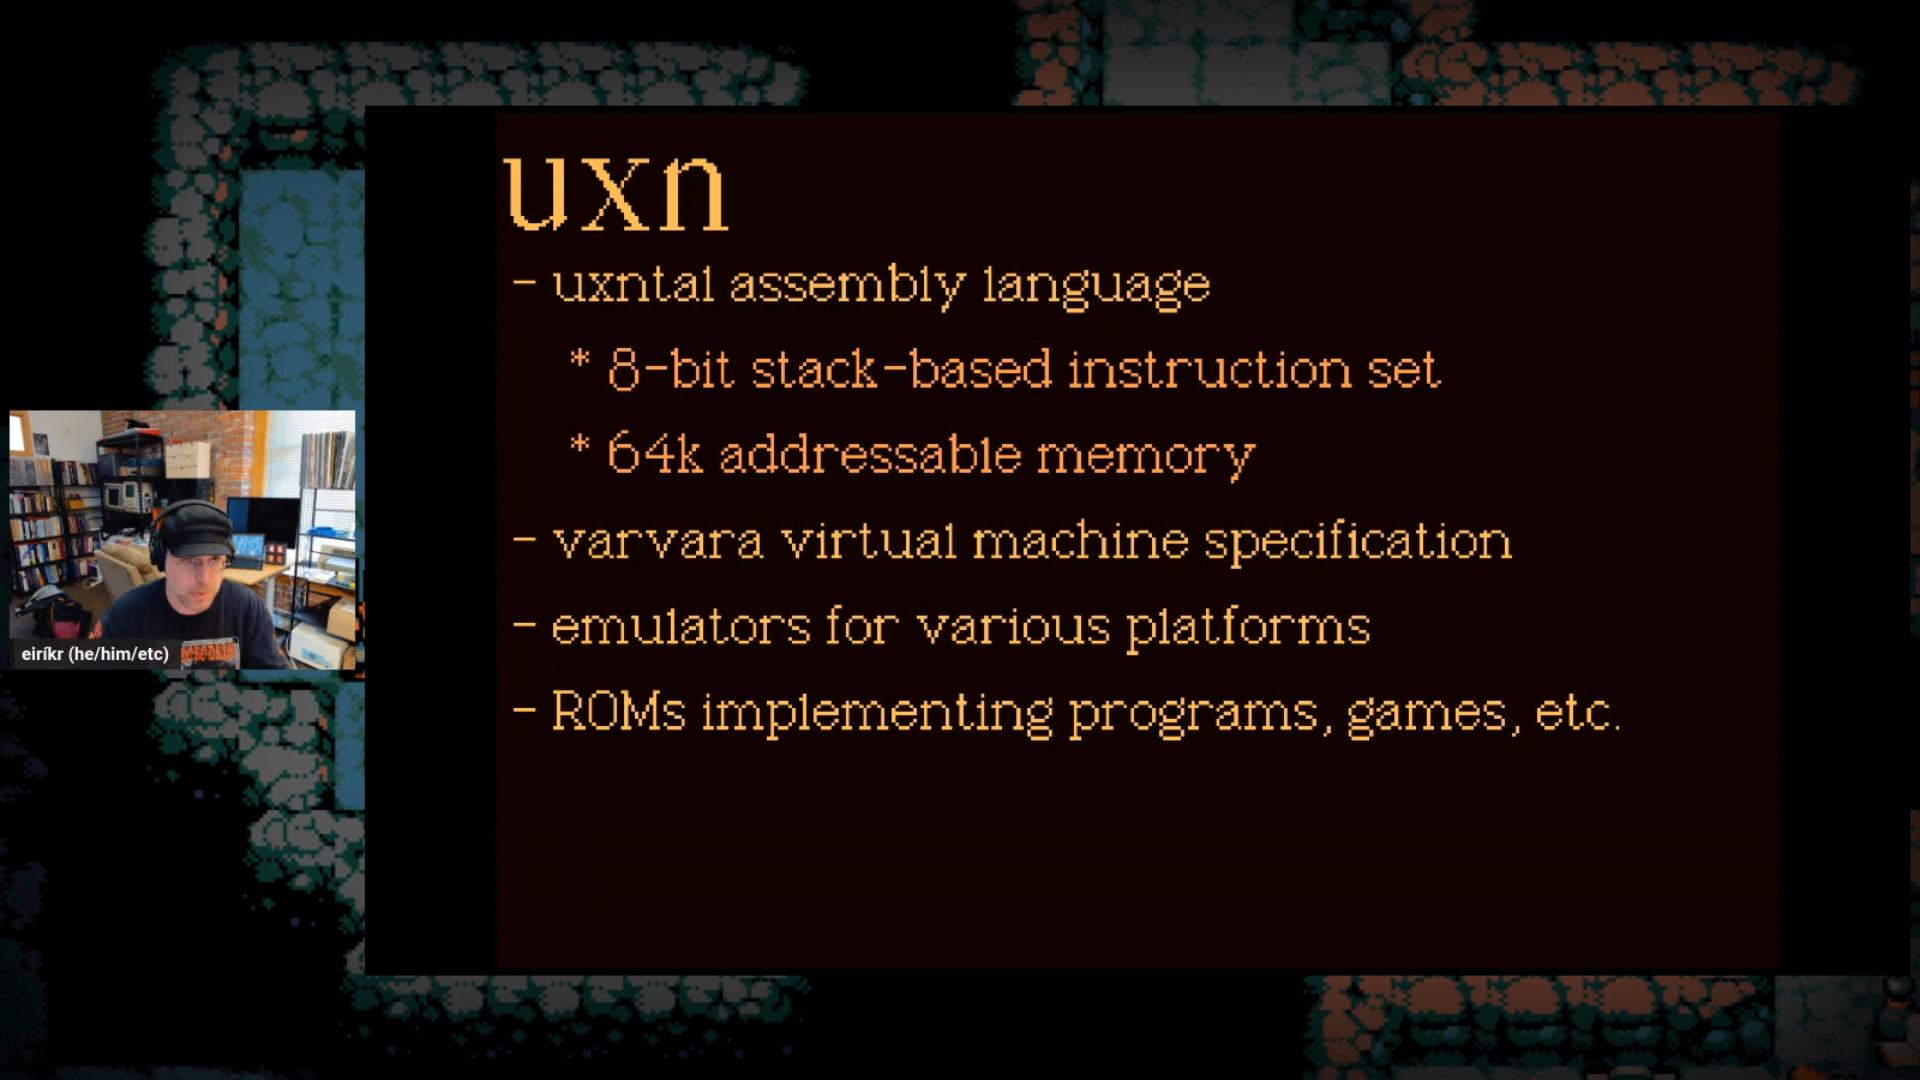 uxn
- uxntal assembly language
* 8-bit stack-based instruction set
* 64k addressable memory
- varvara virtual machine specification
- emulators for various platforms
- ROMs implementing programs, games, etc.
eiríkr (he/him/etc)